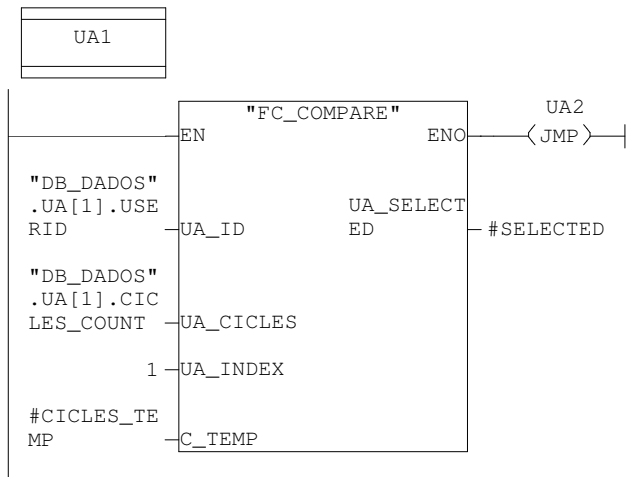 UA1
"FC_COMPARE"
UA2
EN
ENO
JMP
"DB_DADOS"
.UA[1].USE
RID
UA_ID
UA_SELECT
ED
#SELECTED
"DB_DADOS"
.UA[1].CIC
LES_COUNT
UA_CICLES
1
UA_INDEX
#CICLES_TE
MP
C_TEMP